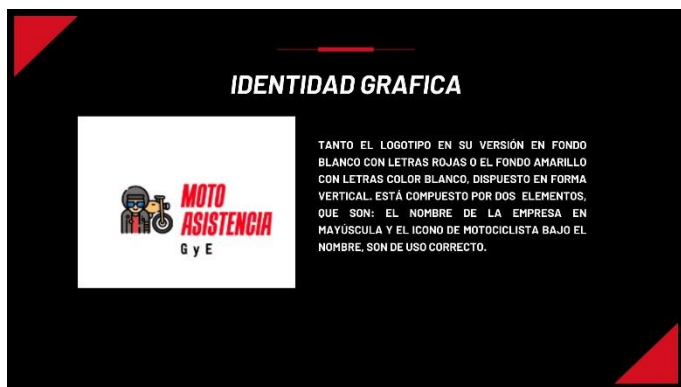 IDENTIDAD GRAFICA
MOTO
ASISTENCIA
G y E
TANTO EL LOGOTIPO EN SU VERSIÓN EN FONDO
BLANCO CON LETRAS ROJAS O EL FONDO AMARILLO
CON LETRAS COLOR BLANCO, DISPUESTO EN FORMA
VERTICAL. ESTÁ COMPUESTO POR DOS ELEMENTOS,
QUE SON: EL NOMBRE DE LA EMPRESA EN
MAYÚSCULA Y EL ICONO DE MOTOCICLISTA BAJO EL
NOMBRE, SON DE USO CORRECTO.